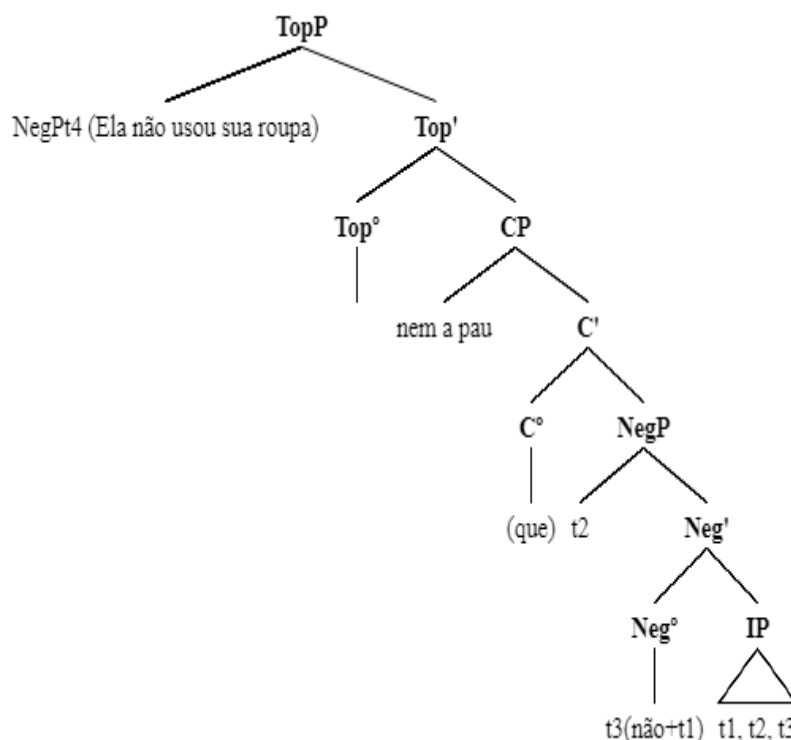 TopP
NegPt4 (Ela não usou sua roupa) Top'
Top° CP
nem a pau C'
C° NegP
(que) t2 Neg'
Neg° IP
t3(não+t1) t1, t2, t3